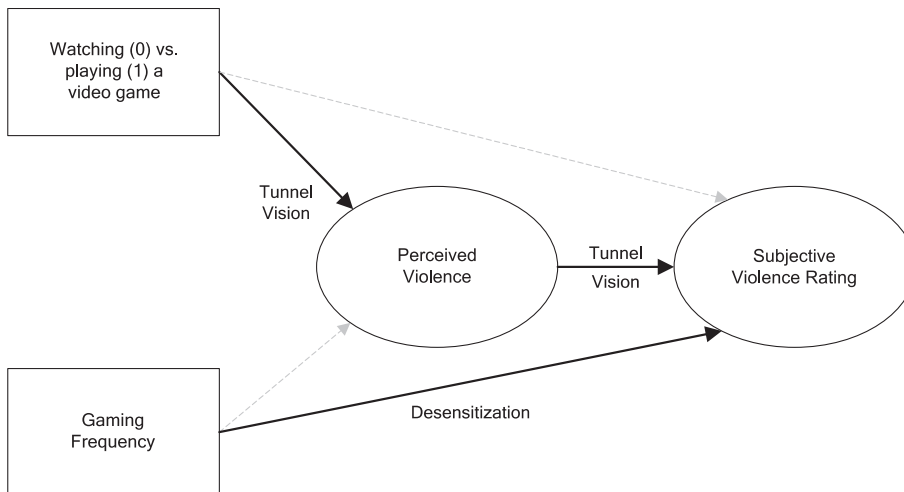 Watching (0) vs.
playing (1) a
video game
Tunnel
Vision
Perceived
Violence
Tunnel
Vision
Subjective
Violence Rating
Desensitization
Gaming
Frequency